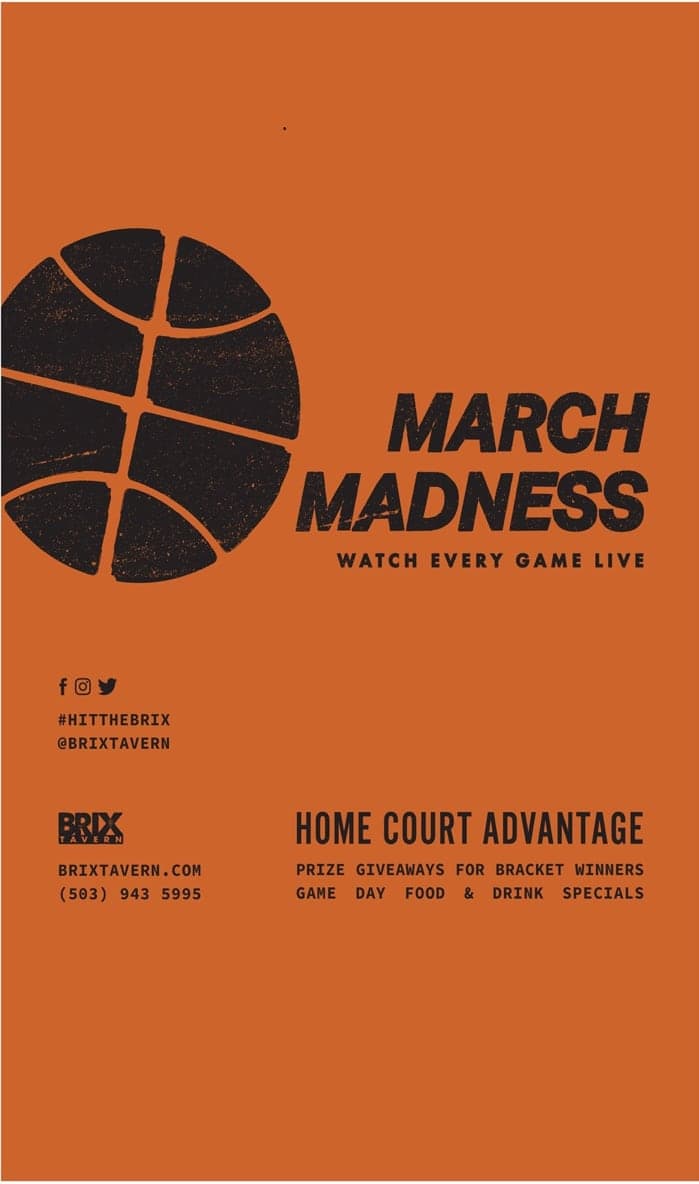 MARCH
MADNESS
WATCH EVERY GAME LIVE
#HITTHEBRIX
@BRIXTAVERN
BRIX
TAVERN
BRIXTAVERN.COM
(503) 943 5995
HOME COURT ADVANTAGE
PRIZE GIVEAWAYS FOR BRACKET WINNERS
GAME DAY FOOD & DRINK SPECIALS